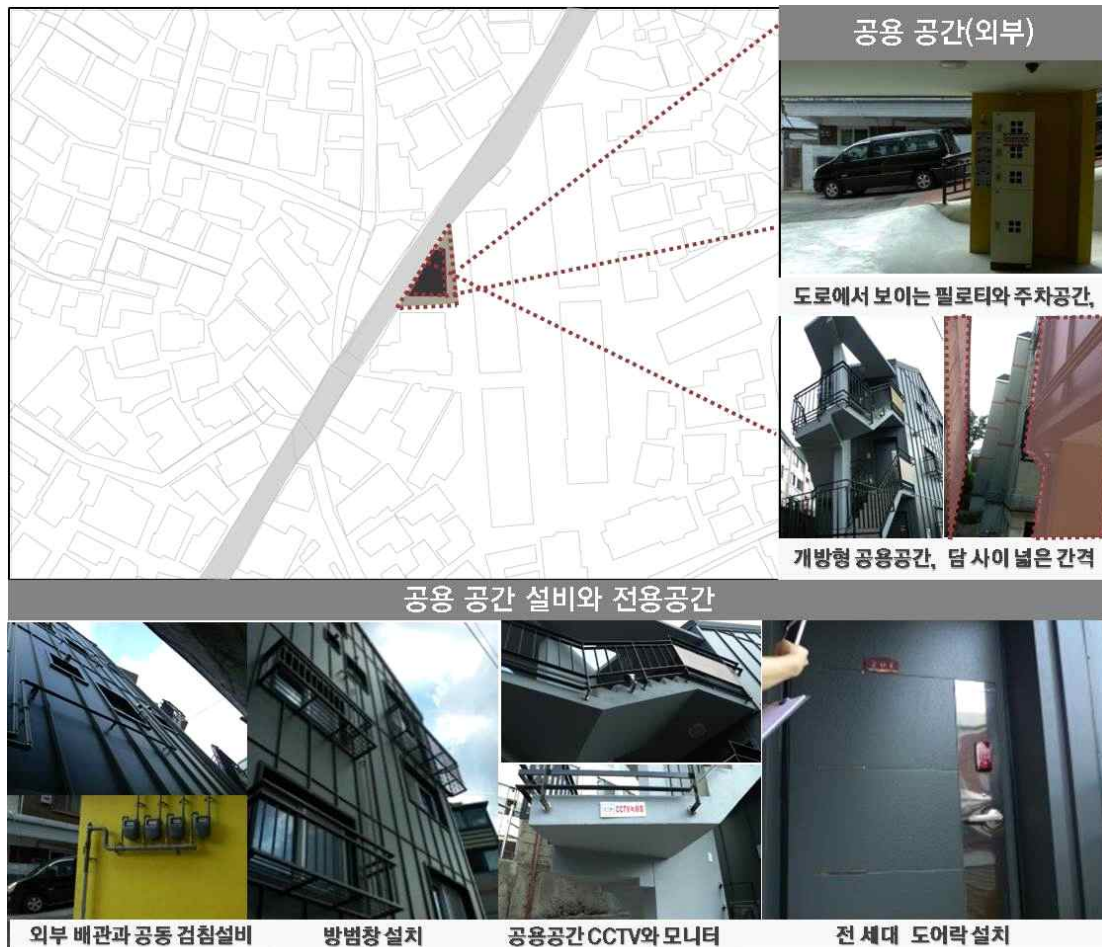 공용 공간(외부)
도로에서 보이는 필로티와 주차공간,
개방형 공용공간, 담 사이 넓은 간격
공용 공간 설비와 전용공간
CCTV
외부 배관과 공동 검침설비
방범창 설치
공용공간 CCTV와 모니터
전 세대 도어락 설치